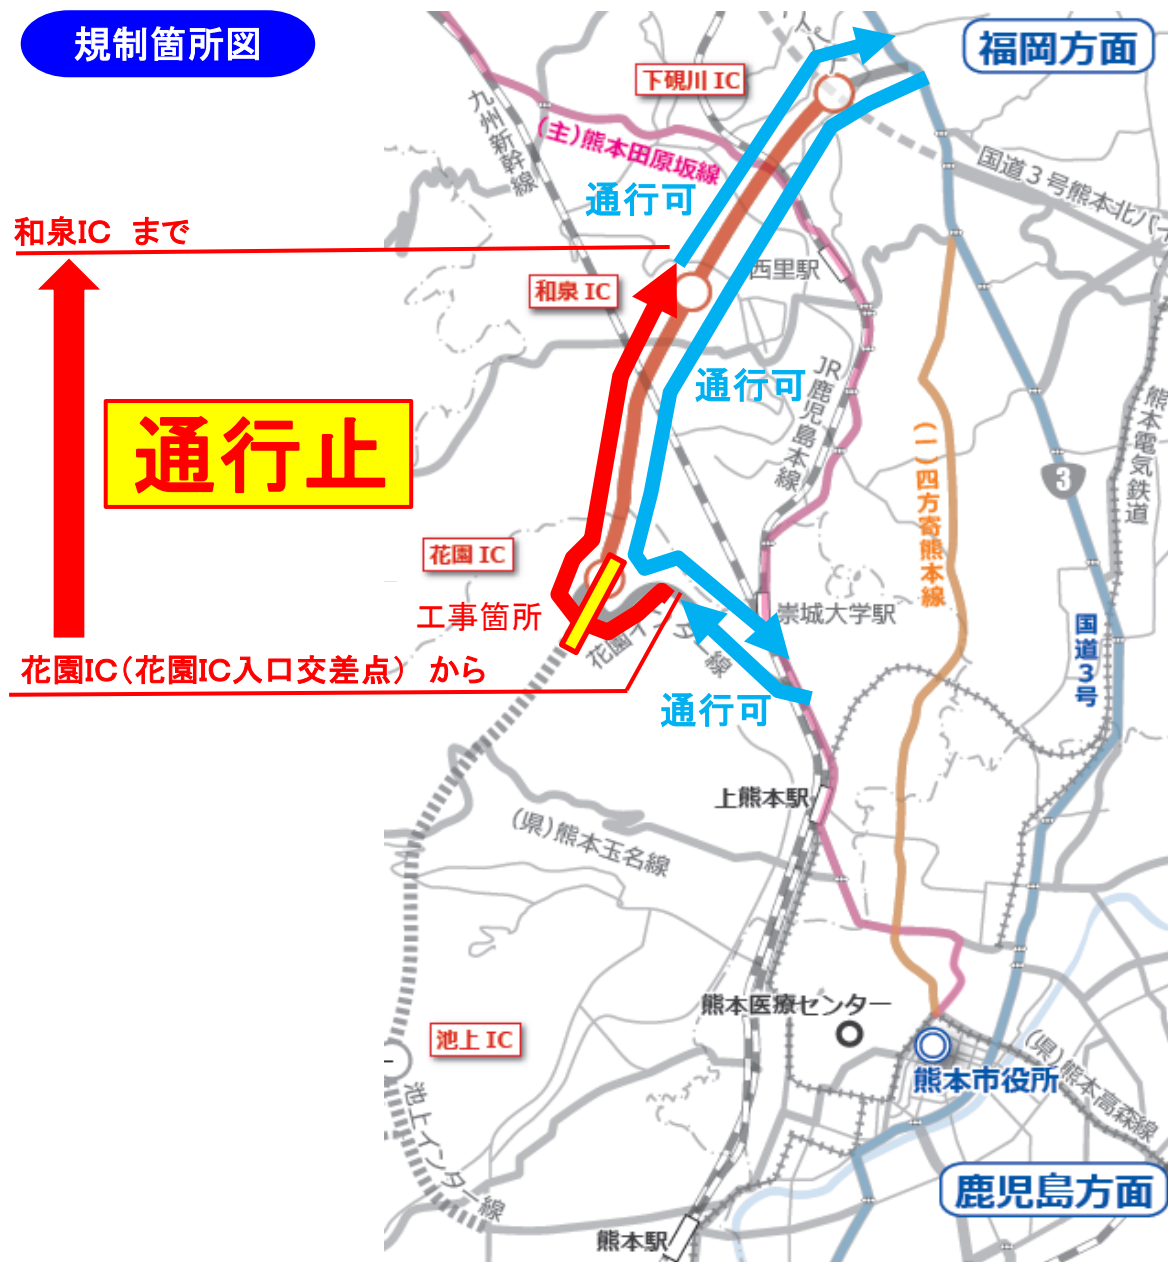 規制箇所図
福岡方面
下硯川 IC
九州新幹線
(主)熊本田原坂線
国道3号熊本北バイ
通行可
和泉IC まで
西里駅
和泉 IC
通行可
JR鹿児島本線
熊本電気鉄道
通行止
(一)四方寄熊本線
3
花園 IC
工事箇所
崇城大学駅
花園インター線
国道3号
花園IC(花園IC入口交差点) から
通行可
上熊本駅
(県)熊本玉名線
熊本医療センター
池上 IC
熊本市役所
(県)熊本高森線
池上インター線
鹿児島方面
熊本駅